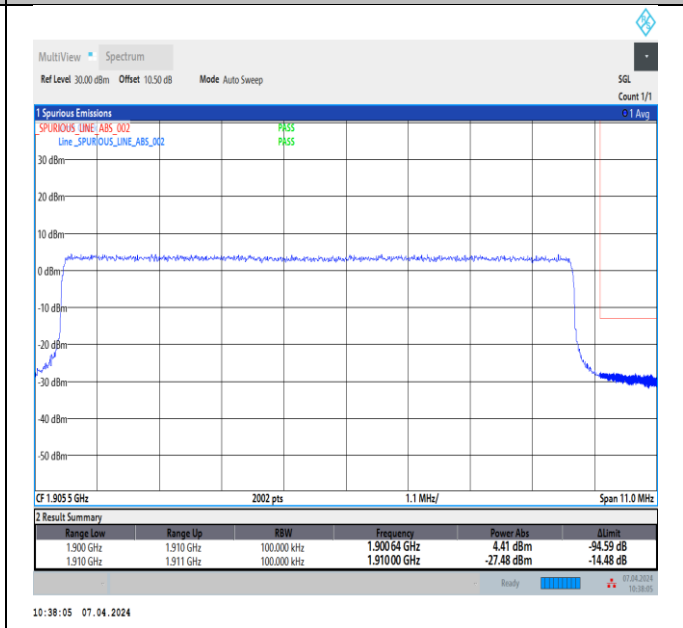 MultiView Spectrum
Ref Level 30.00 dBm Offset 10.50 dB Mode Auto Sweep SGL
Count 1/1
1 Spurious Emissions 1 Avg
_SPURIOUS_LINE_ABS_002 PASS
Line _SPURIOUS_LINE_ABS_002 PASS
30 dBm
20 dBm
10 dBm
0 dBm
-10 dBm
-20 dBm
-30 dBm
-40 dBm
-50 dBm
CF 1.905 5 GHz 2002 pts 1.1 MHz/ Span 11.0 MHz
2 Result Summary
Range Low Range Up RBW Frequency Power Abs ΔLimit
1.900 GHz 1.910 GHz 100.000 kHz 1.900 64 GHz 4.41 dBm -94.59 dB
1.910 GHz 1.911 GHz 100.000 kHz 1.910 00 GHz -27.48 dBm -14.48 dB
Ready 07.04.2024
10:38:05
10:38:05 07.04.2024